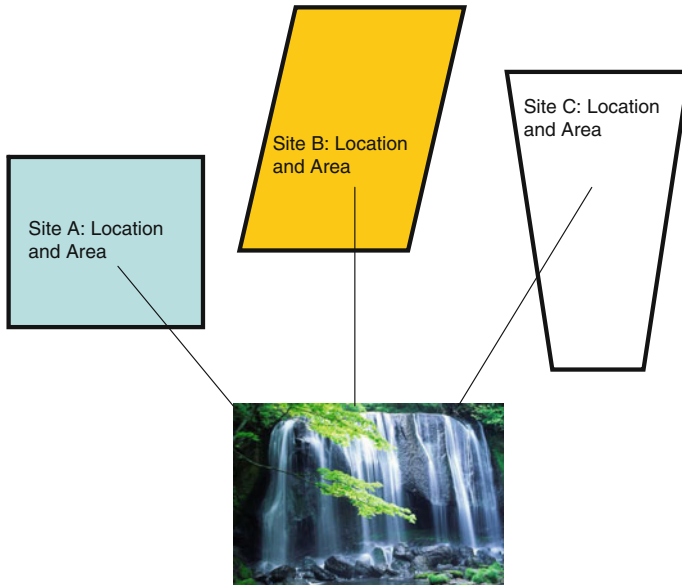 Site A: Location
and Area
Site B: Location
and Area
Site C: Location
and Area